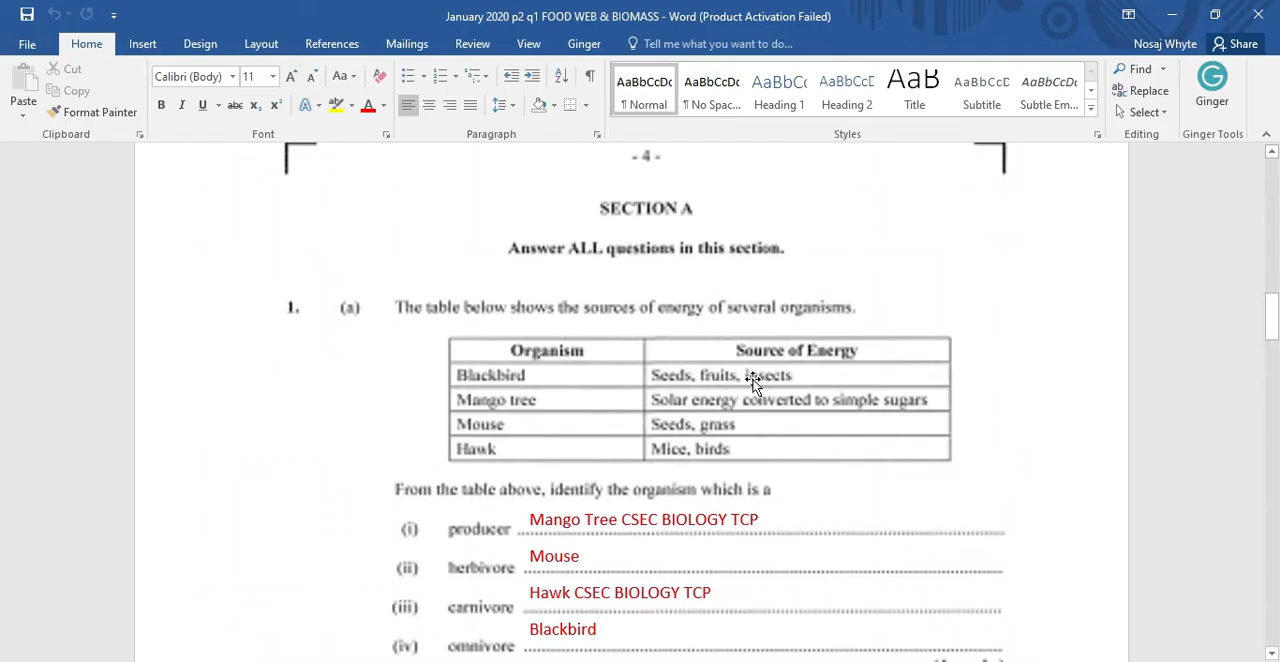 January 2020 p2 q1 FOOD WEB & BIOMASS - Word (Product Activation Failed)
File Home Insert Design Layout References Mailings Review View Ginger Tell me what you want to do... Nosaj Whyte Share
Cut
Copy
Format Painter
Paste
Clipboard
Calibri (Body) 11 A A Aa
B I U abc X₂ X² A A
Font
Paragraph
AaBbCcDc AaBbCcDc AaBbC AaBbCcC AaB AaBbCcD AaBbCcD
¶ Normal ¶ No Spac... Heading 1 Heading 2 Title Subtitle Subtle Em...
Styles
Find
Replace
Select
Editing
Ginger
Ginger Tools
- 4 -
SECTION A
Answer ALL questions in this section.
1. (a) The table below shows the sources of energy of several organisms.
Organism Source of Energy
Blackbird Seeds, fruits, insects
Mango tree Solar energy converted to simple sugars
Mouse Seeds, grass
Hawk Mice, birds
From the table above, identify the organism which is a
(i) producer Mango Tree CSEC BIOLOGY TCP
(ii) herbivore Mouse
(iii) carnivore Hawk CSEC BIOLOGY TCP
(iv) omnivore Blackbird